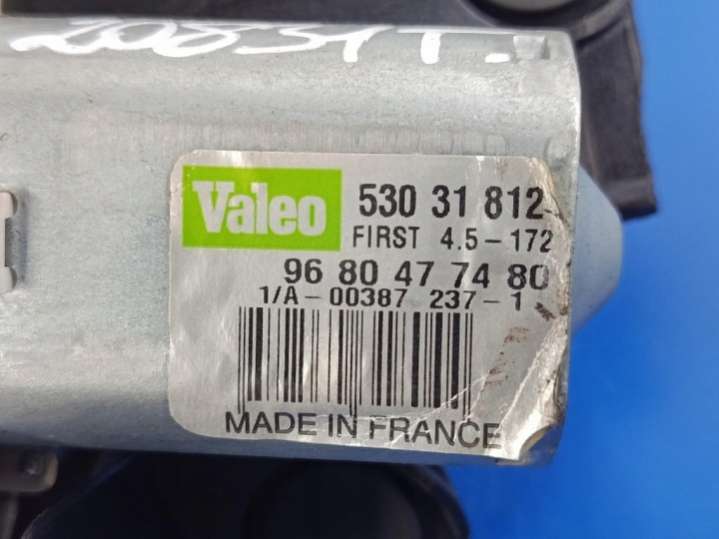 Valeo 530 31 812
FIRST 4.5-172
96 80 47 74 80
1/A-00387 237-1
MADE IN FRANCE